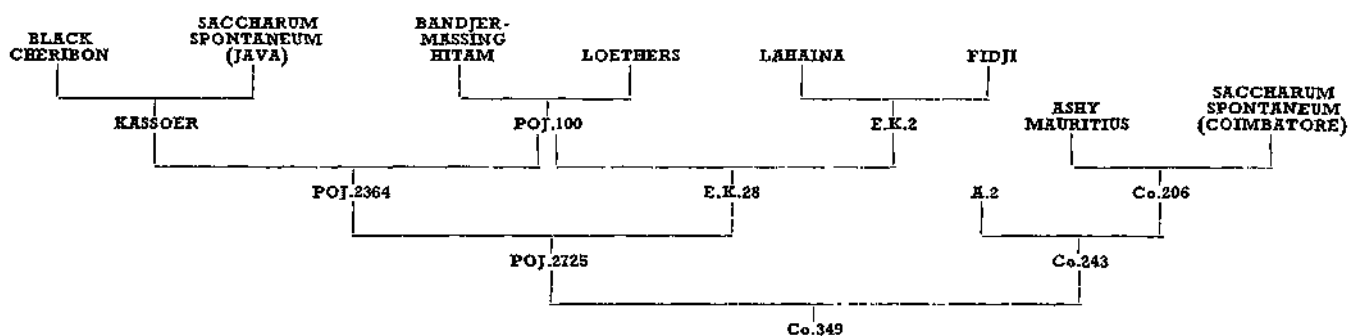 BLACK
CHERIBON
SACCHARUM
SPONTANEUM
(JAVA)
BANDJER-
MASSING
HITAM
LOETHERS
LAHAINA
FIDJI
ASHY
MAURITIUS
SACCHARUM
SPONTANEUM
(COIMBATORE)
KASSOER
POJ.100
E.K.2
POJ.2364
E.K.28
A.2
Co.206
POJ.2725
Co.243
Co.349